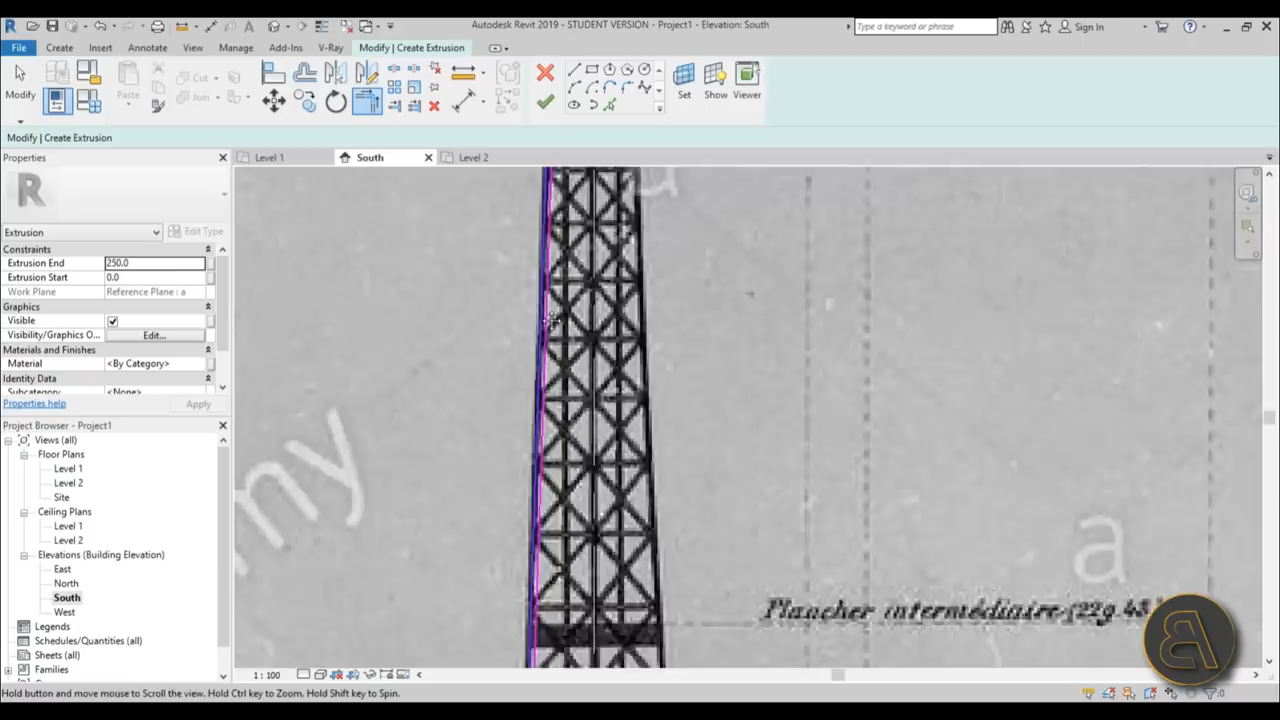 Autodesk Revit 2019 - STUDENT VERSION - Project1 - Elevation: South
Type a keyword or phrase
Sign In
File Create Insert Annotate View Manage Add-Ins V-Ray Modify | Create Extrusion
Modify
Paste
Cut
Join
Set Show Viewer
Modify | Create Extrusion
Properties
Level 1 South Level 2
Extrusion
Edit Type
Constraints
Extrusion End 250.0
Extrusion Start 0.0
Work Plane Reference Plane : a
Graphics
Visible
Visibility/Graphics O... Edit...
Materials and Finishes
Material <By Category>
Identity Data
Subcategory <None>
Properties help Apply
Project Browser - Project1
Views (all)
Floor Plans
Level 1
Level 2
Site
Ceiling Plans
Level 1
Level 2
Elevations (Building Elevation)
East
North
South
West
Legends
Schedules/Quantities (all)
Sheets (all)
Families
my
a
Plancher intermédiaire
1 : 100
Hold button and move mouse to Scroll the view. Hold Ctrl key to Zoom. Hold Shift key to Spin.
:0